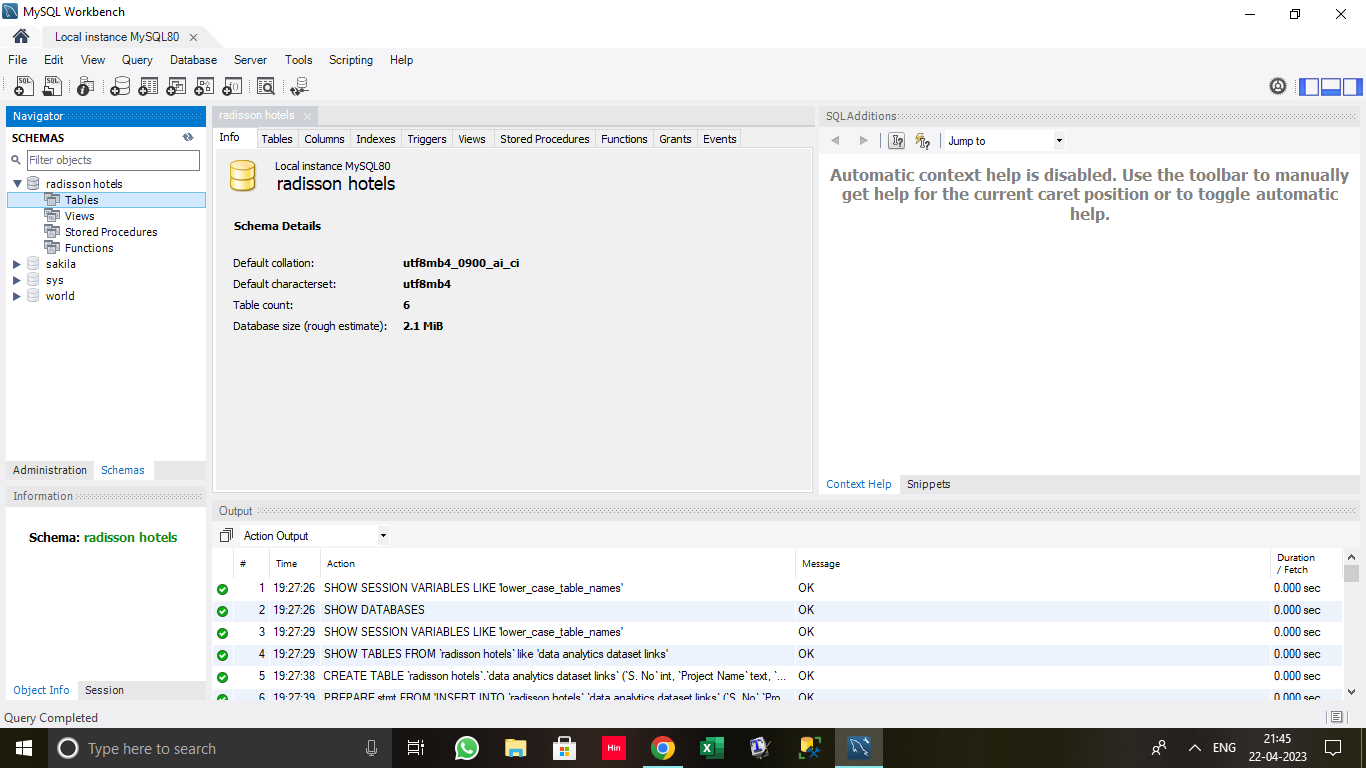 MySQL Workbench
Local instance MySQL80
File Edit View Query Database Server Tools Scripting Help
Navigator
SCHEMAS
Filter objects
radisson hotels
Tables
Views
Stored Procedures
Functions
sakila
sys
world
Administration Schemas
Information
Schema: radisson hotels
Object Info Session
radisson hotels
Info Tables Columns Indexes Triggers Views Stored Procedures Functions Grants Events
Local instance MySQL80
radisson hotels
Schema Details
Default collation: utf8mb4_0900_ai_ci
Default characterset: utf8mb4
Table count: 6
Database size (rough estimate): 2.1 MiB
SQLAdditions
Jump to
Automatic context help is disabled. Use the toolbar to manually
get help for the current caret position or to toggle automatic
help.
Context Help Snippets
Output
Action Output
# Time Action Message Duration
/ Fetch
1 19:27:26 SHOW SESSION VARIABLES LIKE 'lower_case_table_names' OK 0.000 sec
2 19:27:26 SHOW DATABASES OK 0.000 sec
3 19:27:29 SHOW SESSION VARIABLES LIKE 'lower_case_table_names' OK 0.000 sec
4 19:27:29 SHOW TABLES FROM `radisson hotels` like 'data analytics dataset links' OK 0.000 sec
5 19:27:38 CREATE TABLE `radisson hotels`.`data analytics dataset links` (`S. No` int, `Project Name` text, `... OK 0.000 sec
6 19:27:39 PREPARE stmt FROM 'INSERT INTO `radisson hotels`.`data analytics dataset links` (`S. No`,`Pro... OK 0.000 sec
Query Completed
Type here to search
SQL
SQL
Hin
ENG
21:45
22-04-2023